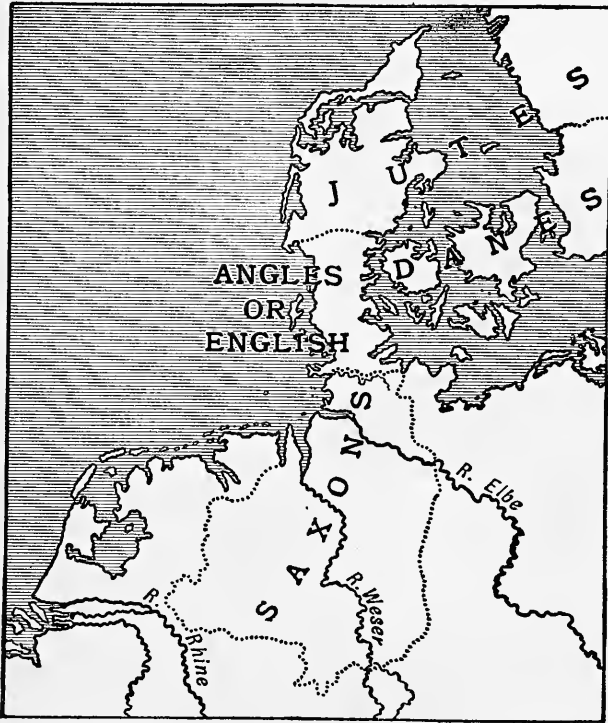 JUTES
DANES
ANGLES
OR
ENGLISH
SAXONS
R. Elbe
R. Weser
R. Rhine